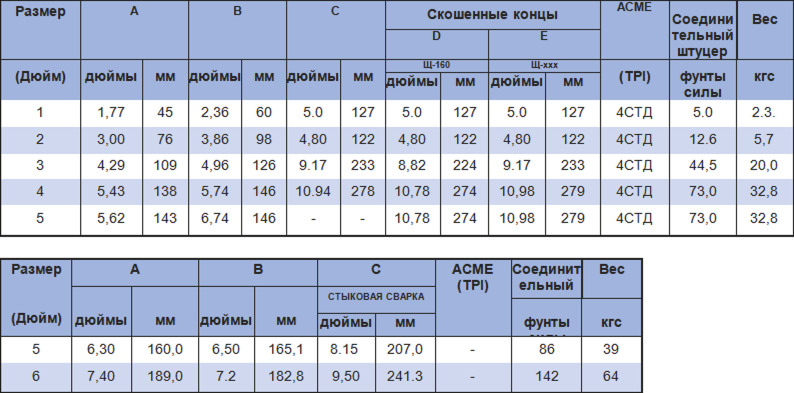 Размер A B C Скошенные концы ACME Соедини Вес
D E тельный
штуцер
Щ-160 Щ-xxx
(Дюйм) дюймы мм дюймы мм дюймы мм дюймы мм дюймы мм (TPI) фунты кгс
силы
1 1,77 45 2,36 60 5.0 127 5.0 127 5.0 127 4СТД 5.0 2.3.
2 3,00 76 3,86 98 4,80 122 4,80 122 4,80 122 4СТД 12.6 5,7
3 4,29 109 4,96 126 9.17 233 8,82 224 9.17 233 4СТД 44,5 20,0
4 5,43 138 5,74 146 10.94 278 10,78 274 10,98 279 4СТД 73,0 32,8
5 5,62 143 6,74 146 - - 10,78 274 10,98 279 4СТД 73,0 32,8
Размер A B C ACME Соединит Вес
(TPI) ельный
СТЫКОВАЯ СВАРКА
(Дюйм) дюймы мм дюймы мм дюймы мм фунты кгс
5 6,30 160,0 6,50 165,1 8.15 207,0 - 86 39
6 7,40 189,0 7.2 182,8 9,50 241.3 - 142 64